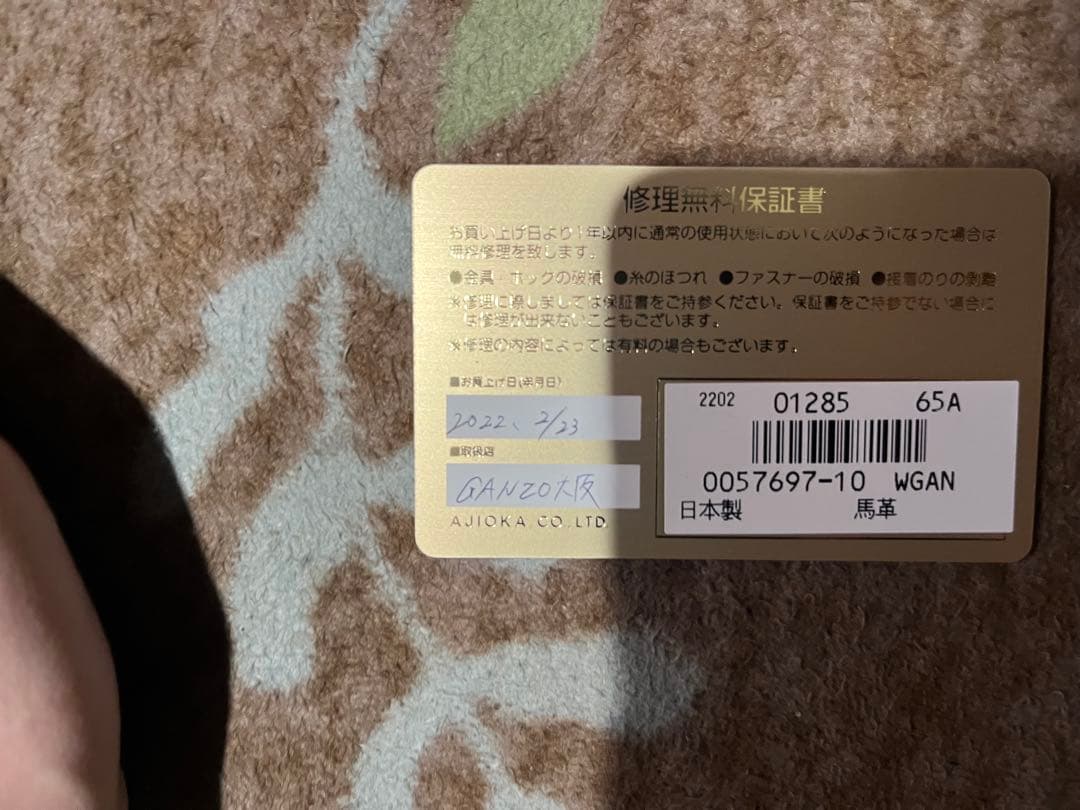 修理無料保証書
お買い上げ日より1年以内に通常の使用状態において次のようになった場合は
無料修理を致します。
●金具・ホックの破損 ●糸のほつれ ●ファスナーの破損 ●接着のりの剥離
※修理に際しましては保証書をご持参ください。保証書をご持参でない場合に
は修理が出来ないこともございます。
※修理の内容によっては有料の場合もございます。
■お買上げ日(年月日)
2022、2/23
■取扱店
GANZO大阪
AJIOKA CO.,LTD.
2202 01285 65A
0057697-10 WGAN
日本製 馬革